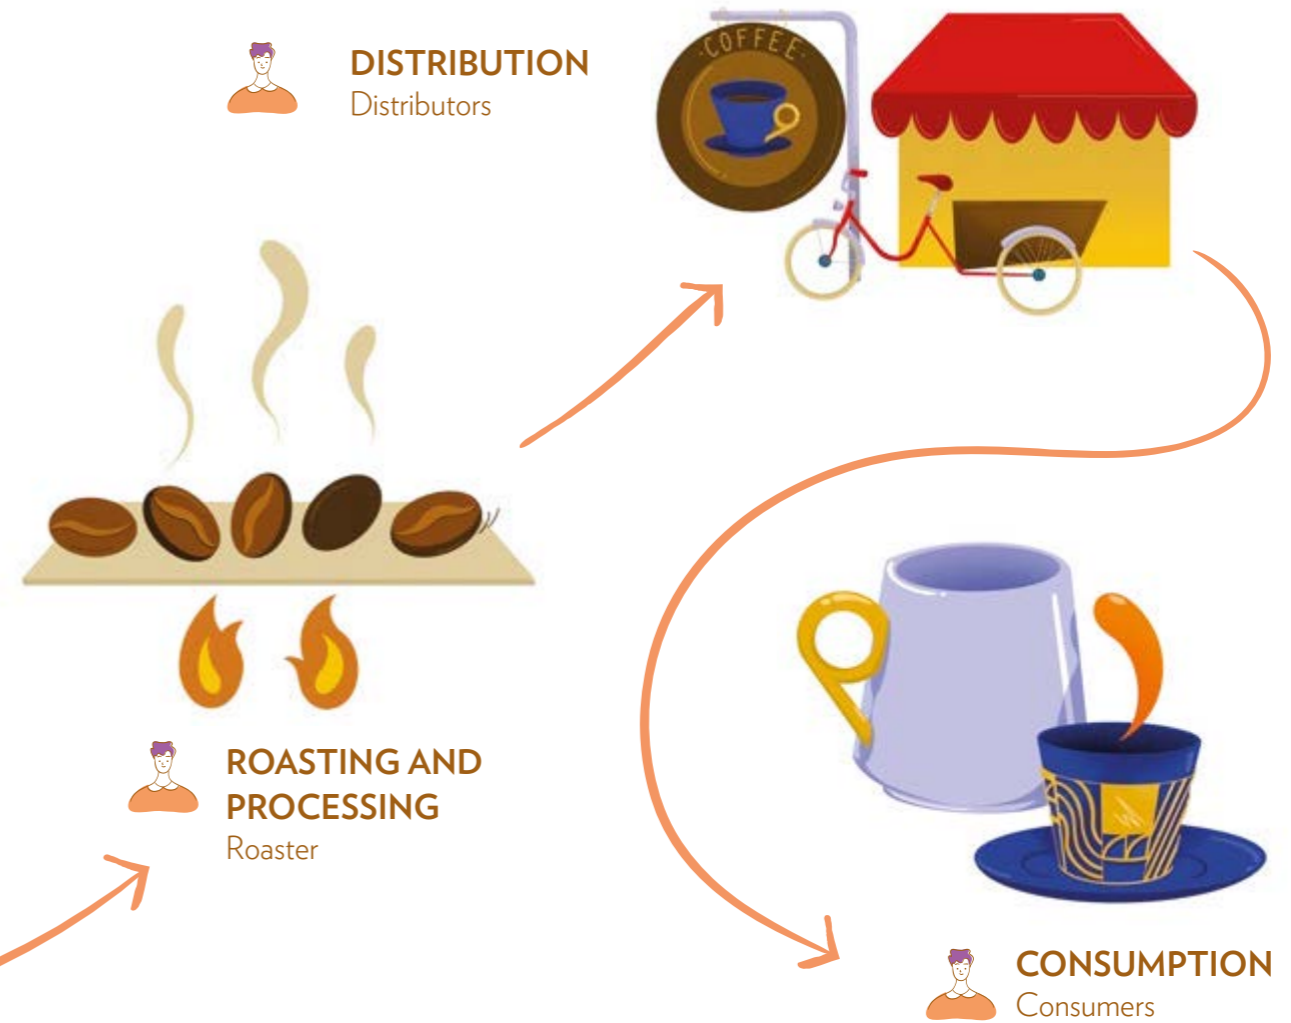 DISTRIBUTION
Distributors
·COFFEE·
ROASTING AND
PROCESSING
Roaster
CONSUMPTION
Consumers